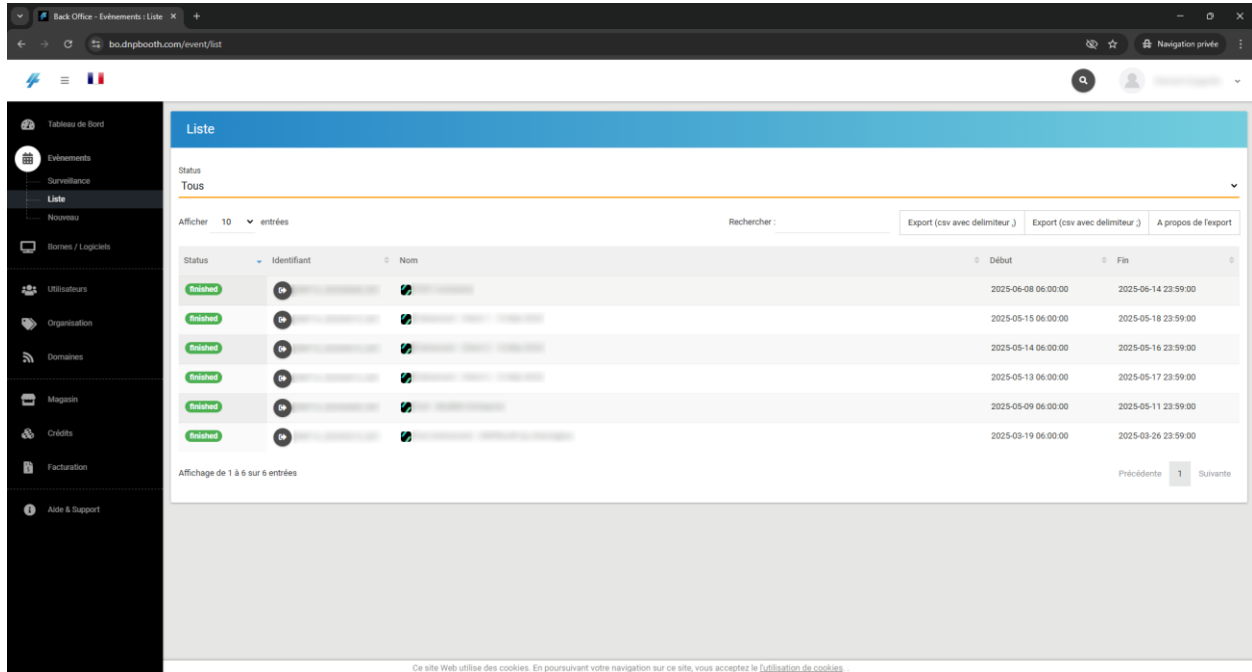 Back Office - Evènements : Liste
bo.dnpbooth.com/event/list
Navigation privée
Tableau de Bord
Evènements
Surveillance
Liste
Nouveau
Bornes / Logiciels
Utilisateurs
Organisation
Domaines
Magasin
Crédits
Facturation
Aide & Support
Liste
Status
Tous
Afficher 10 entrées
Rechercher :
Export (csv avec delimiteur ,)
Export (csv avec delimiteur ;)
A propos de l'export
Status Identifiant Nom Début Fin
finished 2025-06-08 06:00:00 2025-06-14 23:59:00
finished 2025-05-15 06:00:00 2025-05-18 23:59:00
finished 2025-05-14 06:00:00 2025-05-16 23:59:00
finished 2025-05-13 06:00:00 2025-05-17 23:59:00
finished 2025-05-09 06:00:00 2025-05-11 23:59:00
finished 2025-03-19 06:00:00 2025-03-26 23:59:00
Affichage de 1 à 6 sur 6 entrées
Précédente 1 Suivante
Ce site Web utilise des cookies. En poursuivant votre navigation sur ce site, vous acceptez le l'utilisation de cookies. .